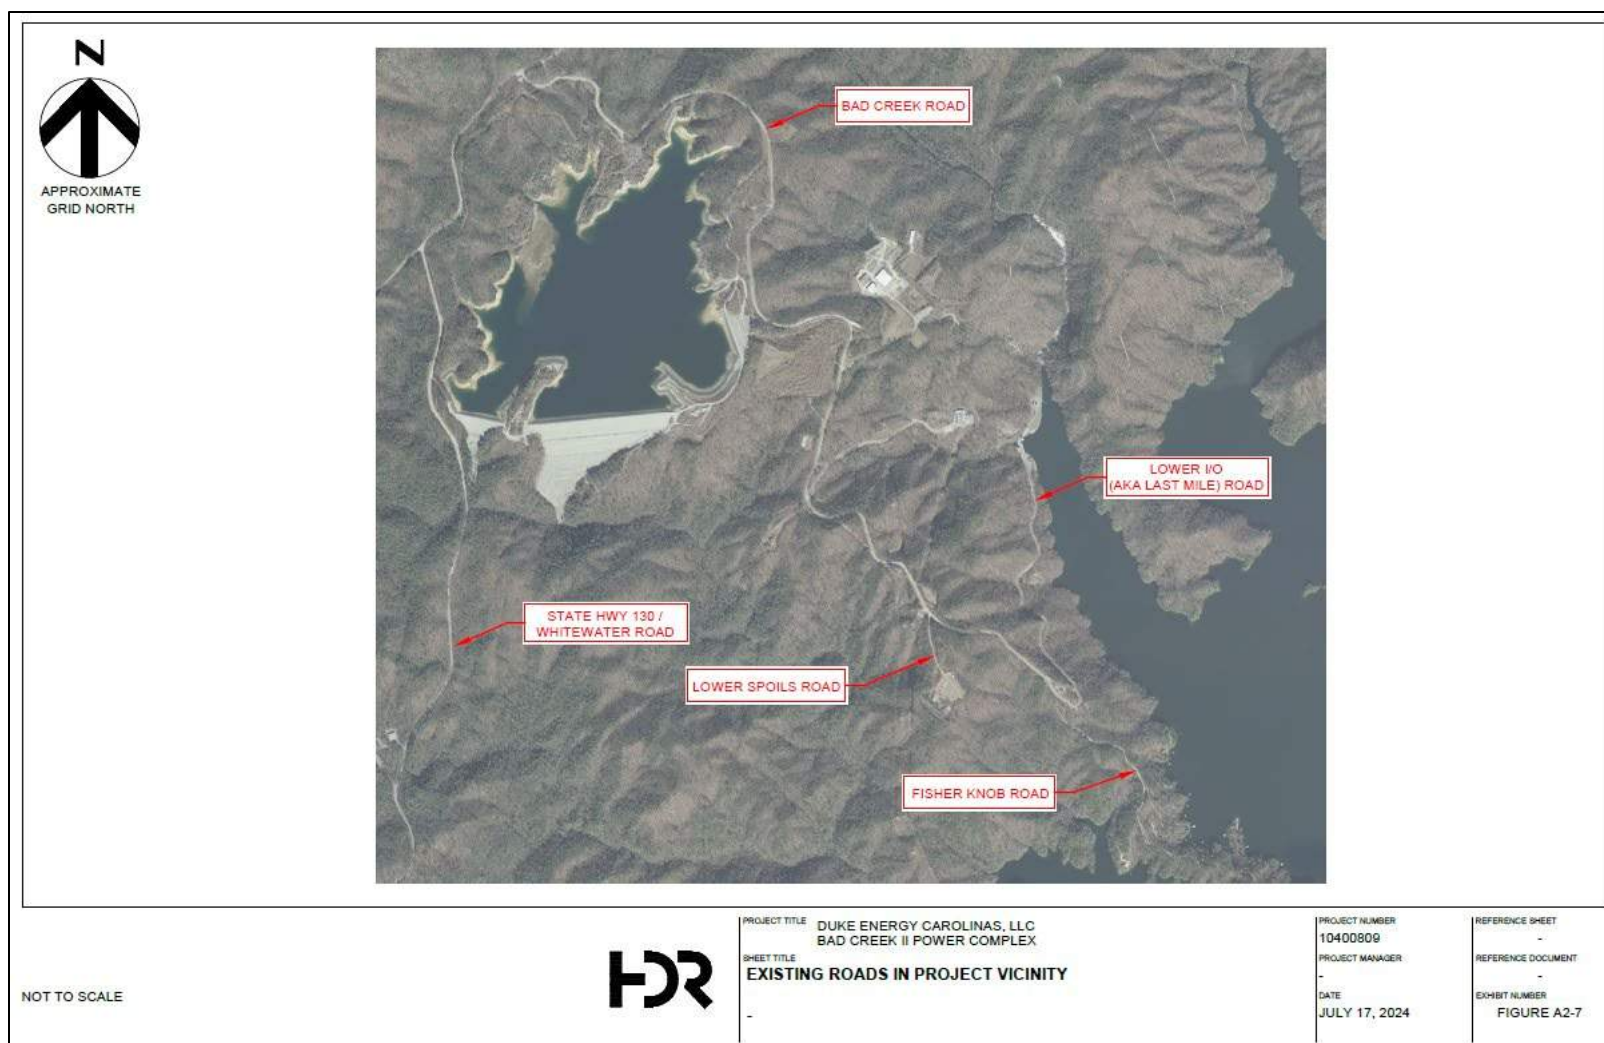 N
APPROXIMATE
GRID NORTH
BAD CREEK ROAD
LOWER I/O
(AKA LAST MILE) ROAD
STATE HWY 130 /
WHITEWATER ROAD
LOWER SPOILS ROAD
FISHER KNOB ROAD
NOT TO SCALE
HDR
PROJECT TITLE DUKE ENERGY CAROLINAS, LLC
BAD CREEK II POWER COMPLEX
SHEET TITLE
EXISTING ROADS IN PROJECT VICINITY
-
PROJECT NUMBER
10400809
PROJECT MANAGER
-
DATE
JULY 17, 2024
REFERENCE SHEET
-
REFERENCE DOCUMENT
-
EXHIBIT NUMBER
FIGURE A2-7